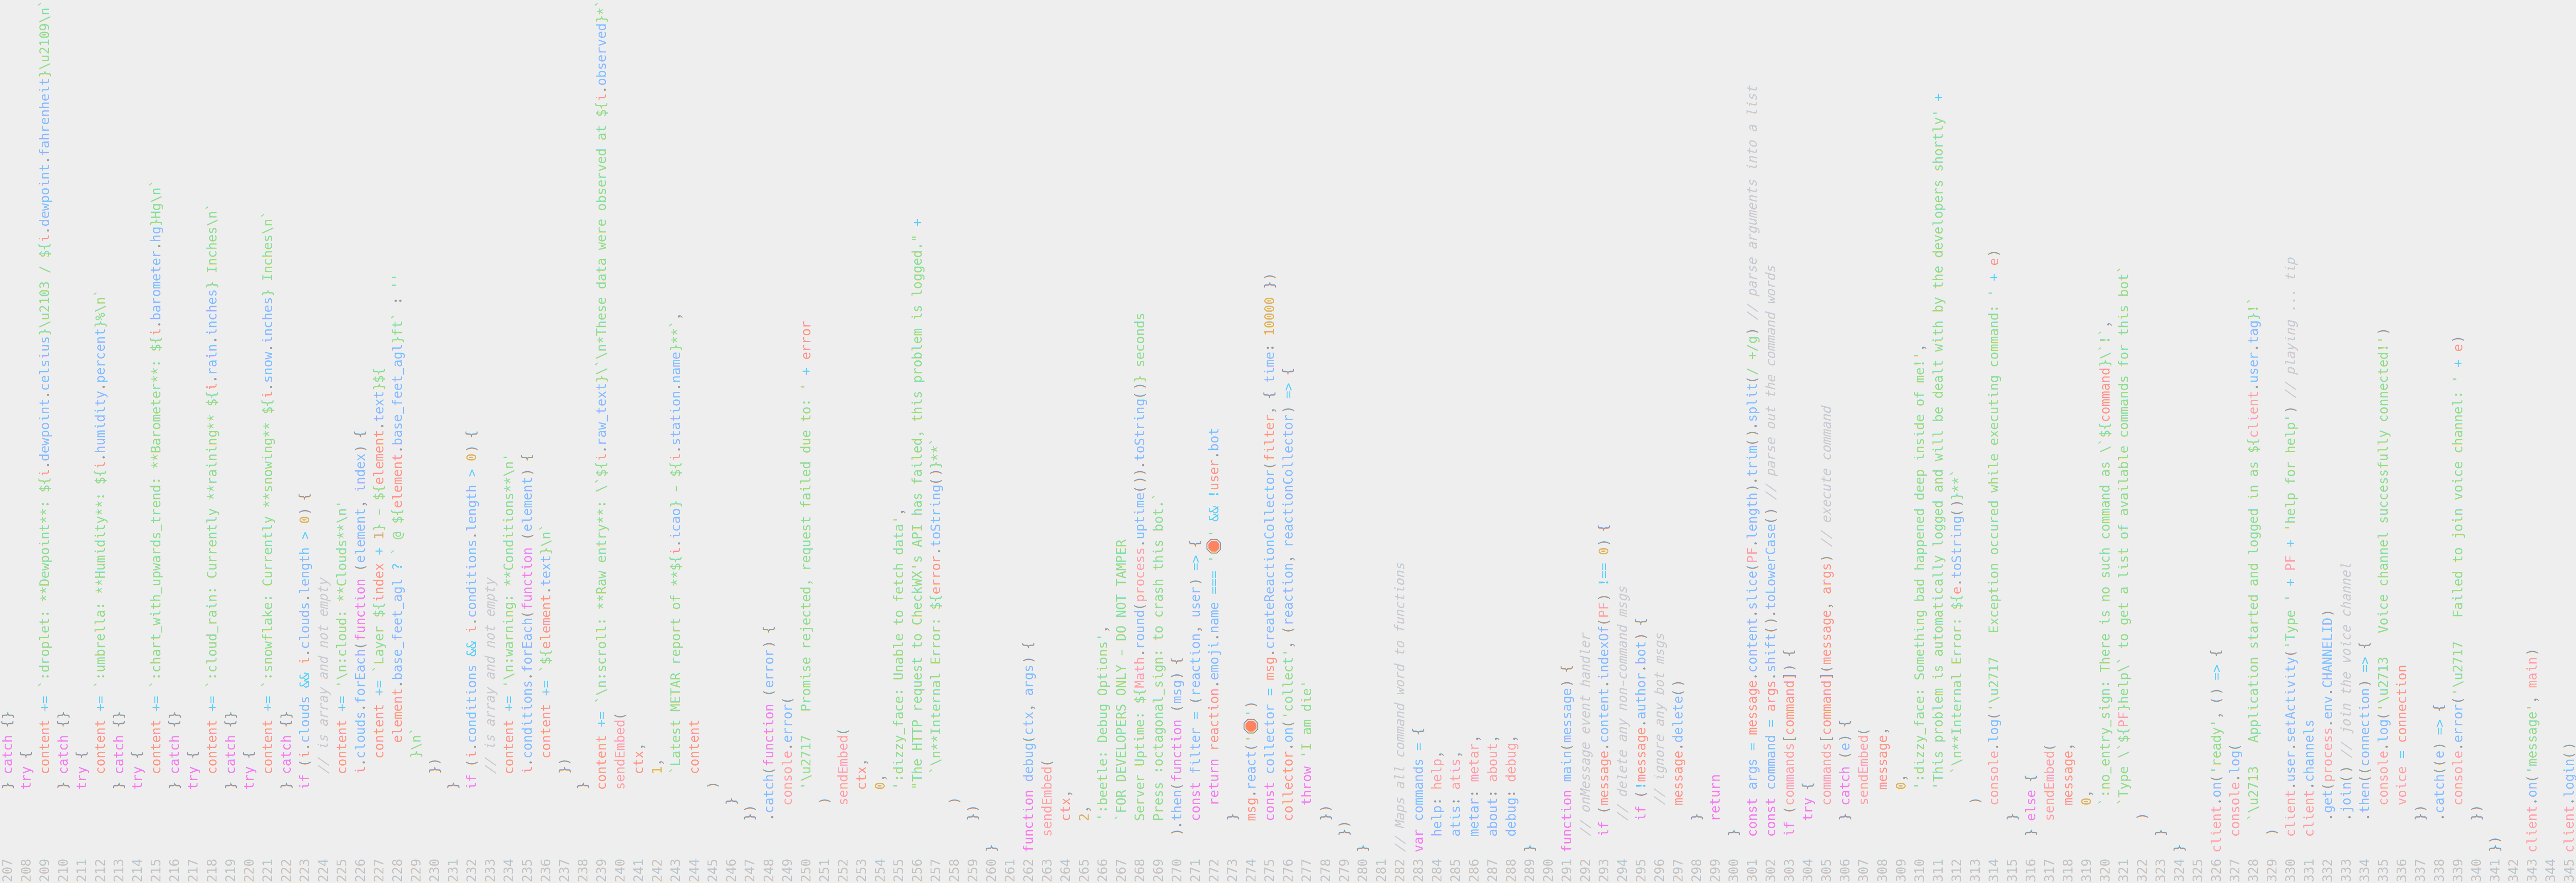 207 } catch {}
208 try {
209 content += `:droplet: **Dewpoint**: ${i.dewpoint.celsius}\u2103 / ${i.dewpoint.fahrenheit}\u2109\n`
210 } catch {}
211 try {
212 content += `:umbrella: **Humidity**: ${i.humidity.percent}%\n`
213 } catch {}
214 try {
215 content += `:chart_with_upwards_trend: **Barometer**: ${i.barometer.hg}Hg\n`
216 } catch {}
217 try {
218 content += `:cloud_rain: Currently **raining** ${i.rain.inches} Inches\n`
219 } catch {}
220 try {
221 content += `:snowflake: Currently **snowing** ${i.snow.inches} Inches\n`
222 } catch {}
223 if (i.clouds && i.clouds.length > 0) {
224 // is array and not empty
225 content += '\n:cloud: **Clouds**\n'
226 i.clouds.forEach(function (element, index) {
227 content += `Layer ${index + 1} - ${element.text}${
228 element.base_feet_agl ? ` @ ${element.base_feet_agl}ft` : ''
229 }\n`
230 })
231 }
232 if (i.conditions && i.conditions.length > 0) {
233 // is array and not empty
234 content += '\n:warning: **Conditions**\n'
235 i.conditions.forEach(function (element) {
236 content += `${element.text}\n`
237 })
238 }
239 content += `\n:scroll: **Raw entry**: \`${i.raw_text}\`\n*These data were observed at ${i.observed}*`
240 sendEmbed(
241 ctx,
242 1,
243 `Latest METAR report of **${i.icao} - ${i.station.name}**`,
244 content
245 )
246 }
247 })
248 .catch(function (error) {
249 console.error(
250 '\u2717   Promise rejected, request failed due to: ' + error
251 )
252 sendEmbed(
253 ctx,
254 0,
255 ':dizzy_face: Unable to fetch data',
256 "The HTTP request to CheckWX's API has failed, this problem is logged." +
257 `\n**Internal Error: ${error.toString()}**`
258 )
259 })
260 }
261
262 function debug(ctx, args) {
263 sendEmbed(
264 ctx,
265 2,
266 ':beetle: Debug Options',
267 `FOR DEVELOPERS ONLY - DO NOT TAMPER
268 Server Uptime: ${Math.round(process.uptime()).toString()} seconds
269 Press :octagonal_sign: to crash this bot.`
270 ).then(function (msg) {
271 const filter = (reaction, user) => {
272 return reaction.emoji.name === '🛑' && !user.bot
273 }
274 msg.react('🛑')
275 const collector = msg.createReactionCollector(filter, { time: 10000 })
276 collector.on('collect', (reaction, reactionCollector) => {
277 throw 'I am die'
278 })
279 })
280 }
281
282 // Maps all command word to functions
283 var commands = {
284 help: help,
285 atis: atis,
286 metar: metar,
287 about: about,
288 debug: debug,
289 }
290
291 function main(message) {
292 // onMessage event handler
293 if (message.content.indexOf(PF) !== 0) {
294 // delete any non-command msgs
295 if (!message.author.bot) {
296 // ignore any bot msgs
297 message.delete()
298 }
299 return
300 }
301 const args = message.content.slice(PF.length).trim().split(/ +/g) // parse arguments into a list
302 const command = args.shift().toLowerCase() // parse out the command words
303 if (commands[command]) {
304 try {
305 commands[command](message, args) // execute command
306 } catch (e) {
307 sendEmbed(
308 message,
309 0,
310 ':dizzy_face: Something bad happened deep inside of me!',
311 'This problem is automatically logged and will be dealt with by the developers shortly' +
312 `\n**Internal Error: ${e.toString()}**`
313 )
314 console.log('\u2717   Exception occured while executing command: ' + e)
315 }
316 } else {
317 sendEmbed(
318 message,
319 0,
320 `:no_entry_sign: There is no such command as \`${command}\`!`,
321 `Type \`${PF}help\` to get a list of available commands for this bot`
322 )
323 }
324 }
325
326 client.on('ready', () => {
327 console.log(
328 `\u2713   Application started and logged in as ${client.user.tag}!`
329 )
330 client.user.setActivity('Type ' + PF + 'help for help') // playing ... tip
331 client.channels
332 .get(process.env.CHANNELID)
333 .join() // join the voice channel
334 .then((connection) => {
335 console.log('\u2713   Voice channel successfully connected!')
336 voice = connection
337 })
338 .catch((e) => {
339 console.error('\u2717   Failed to join voice channel: ' + e)
340 })
341 })
342
343 client.on('message', main)
344
345 client.login()